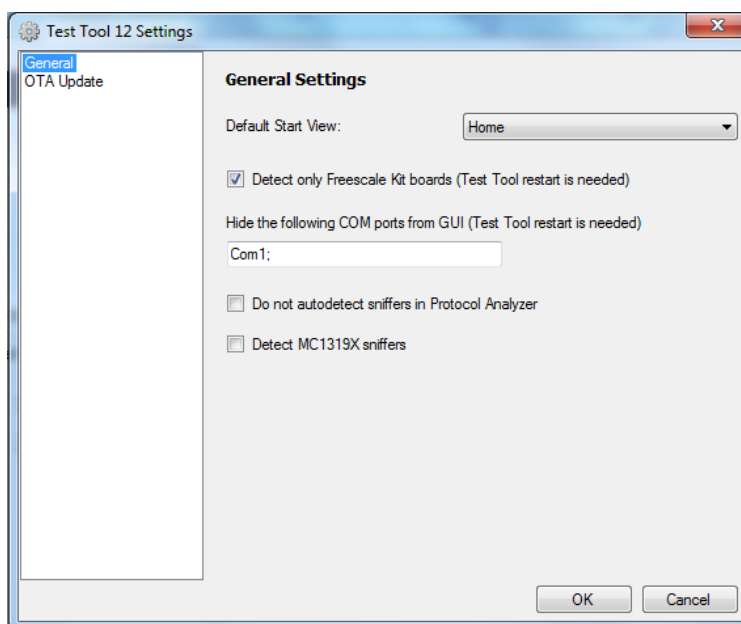 Test Tool 12 Settings
General
OTA Update
General Settings
Default Start View:
Home
Detect only Freescale Kit boards (Test Tool restart is needed)
Hide the following COM ports from GUI (Test Tool restart is needed)
Com1;
Do not autodetect sniffers in Protocol Analyzer
Detect MC1319X sniffers
OK
Cancel